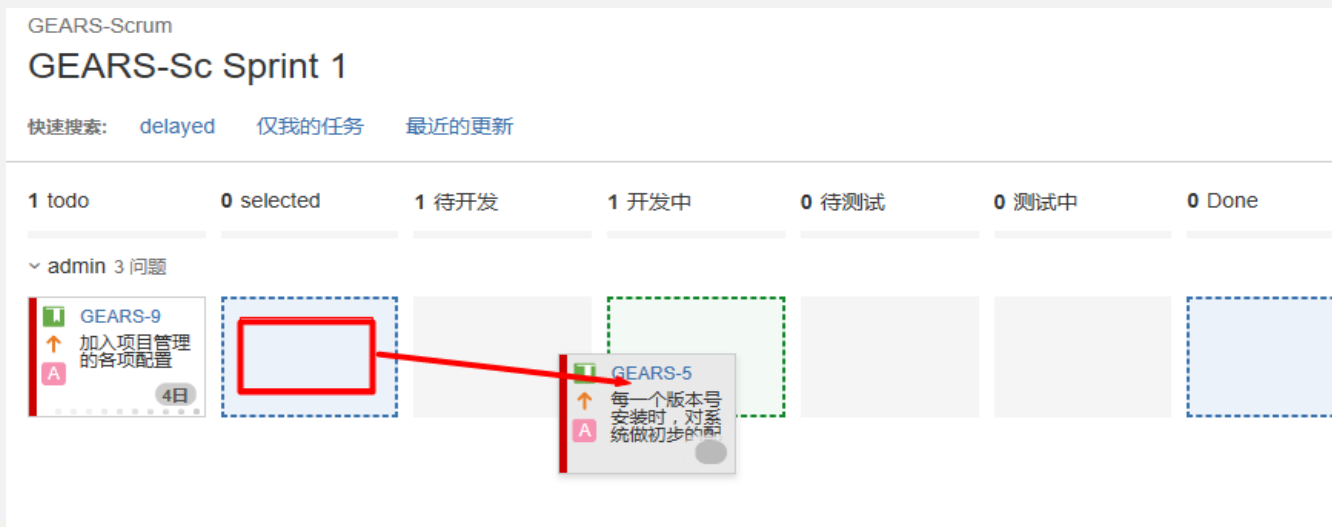 GEARS-Scrum
GEARS-Sc Sprint 1
快速搜索: delayed 仅我的任务 最近的更新
1 todo 0 selected 1 待开发 1 开发中 0 待测试 0 测试中 0 Done
admin 3 问题
GEARS-9
加入项目管理
的各项配置
A
4日
GEARS-5
每一个版本号
安装时，对系
统做初步的配
A